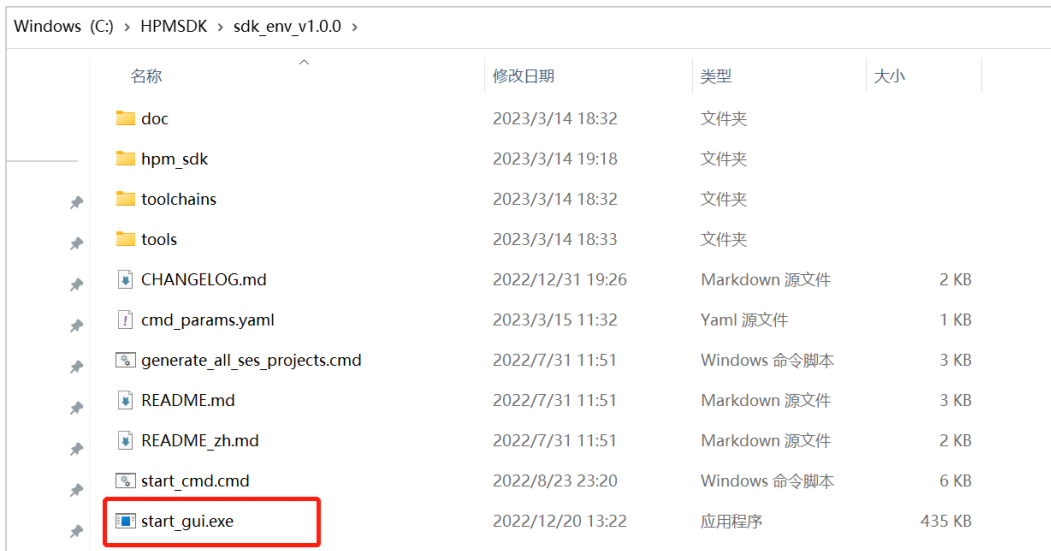 Windows (C:) › HPMSDK › sdk_env_v1.0.0 ›
名称 修改日期 类型 大小
doc 2023/3/14 18:32 文件夹
hpm_sdk 2023/3/14 19:18 文件夹
toolchains 2023/3/14 18:32 文件夹
tools 2023/3/14 18:33 文件夹
CHANGELOG.md 2022/12/31 19:26 Markdown 源文件 2 KB
cmd_params.yaml 2023/3/15 11:32 Yaml 源文件 1 KB
generate_all_ses_projects.cmd 2022/7/31 11:51 Windows 命令脚本 3 KB
README.md 2022/7/31 11:51 Markdown 源文件 3 KB
README_zh.md 2022/7/31 11:51 Markdown 源文件 2 KB
start_cmd.cmd 2022/8/23 23:20 Windows 命令脚本 6 KB
start_gui.exe 2022/12/20 13:22 应用程序 435 KB